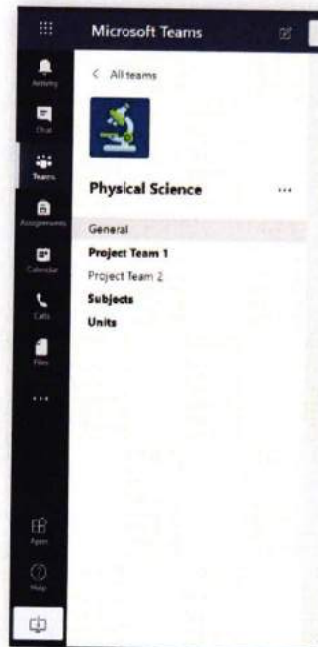 Microsoft Teams
Activity
< All teams
Chat
Teams
Physical Science
...
Assignments
General
Calendar
Project Team 1
Project Team 2
Calls
Subjects
Units
Files
...
Apps
Help